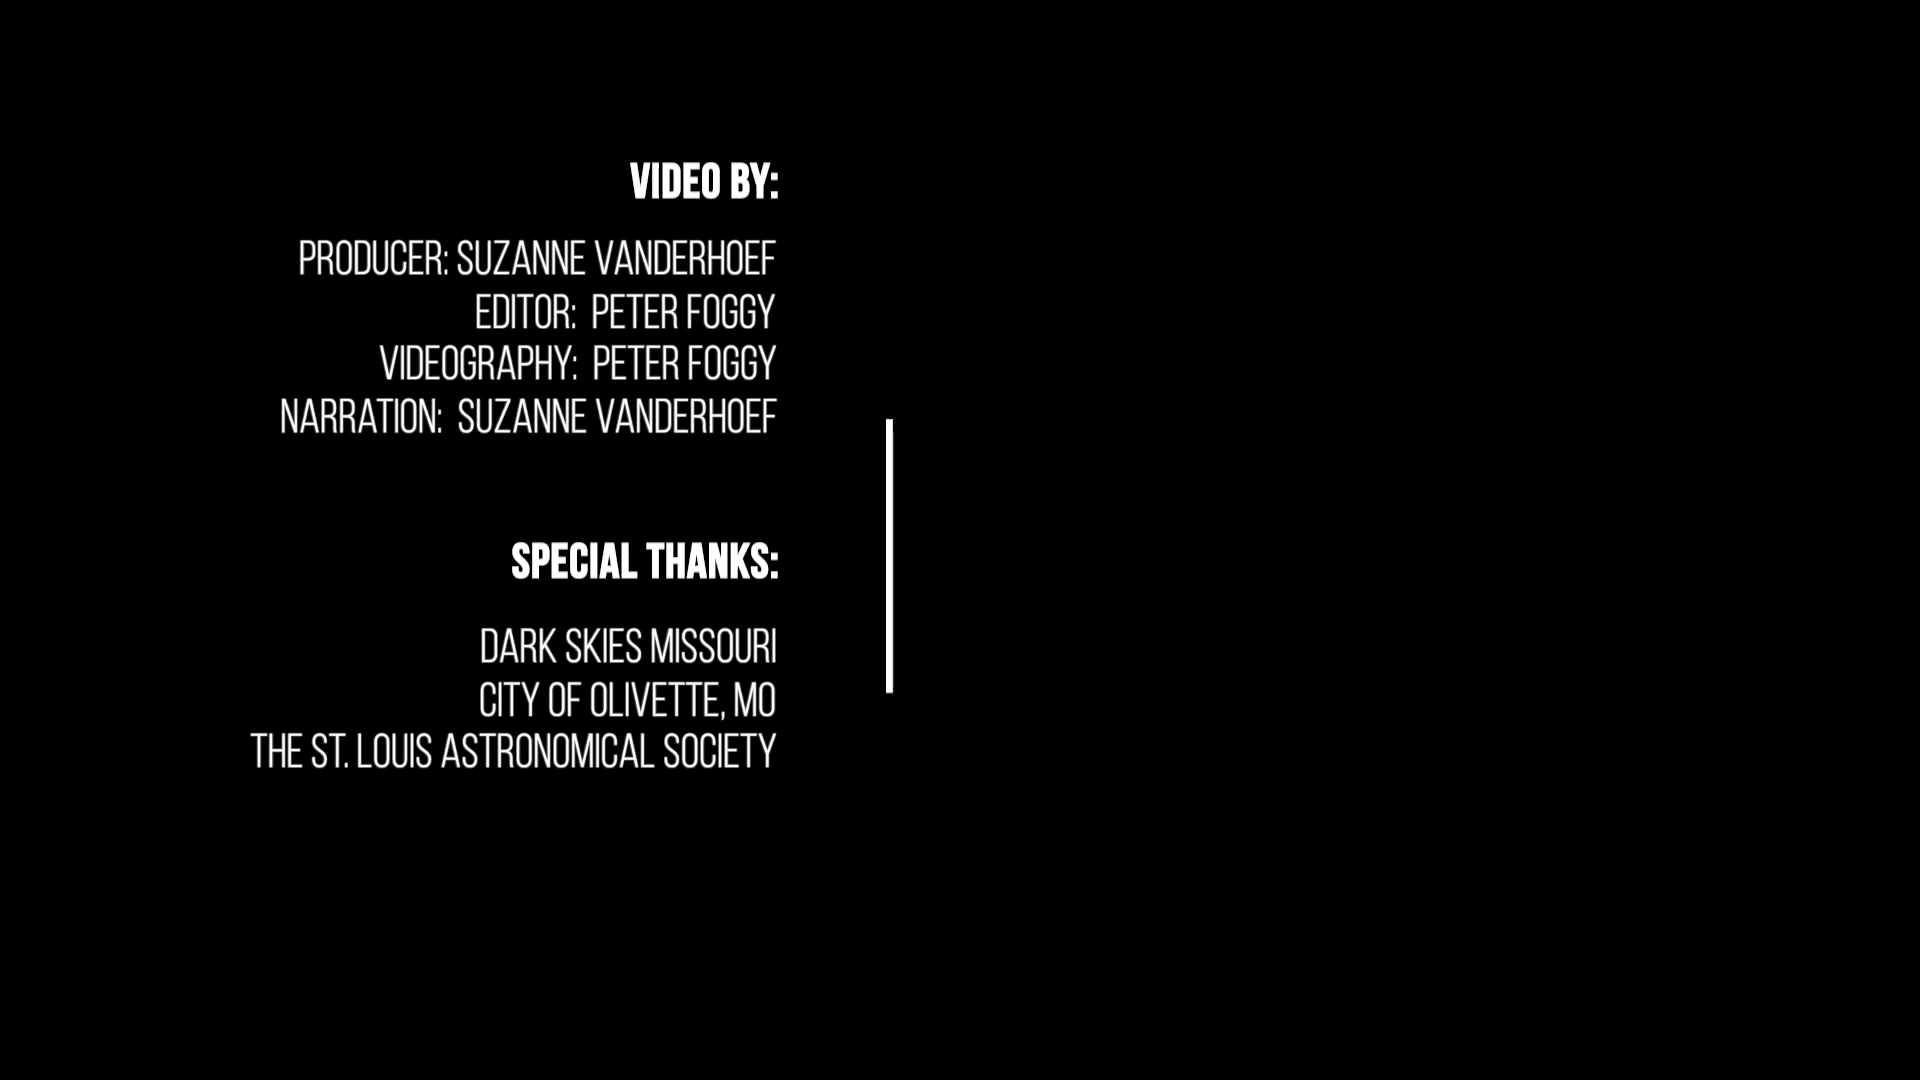 VIDEO BY:
PRODUCER: SUZANNE VANDERHOEF
EDITOR: PETER FOGGY
VIDEOGRAPHY: PETER FOGGY
NARRATION: SUZANNE VANDERHOEF
SPECIAL THANKS:
DARK SKIES MISSOURI
CITY OF OLIVETTE, MO
THE ST. LOUIS ASTRONOMICAL SOCIETY